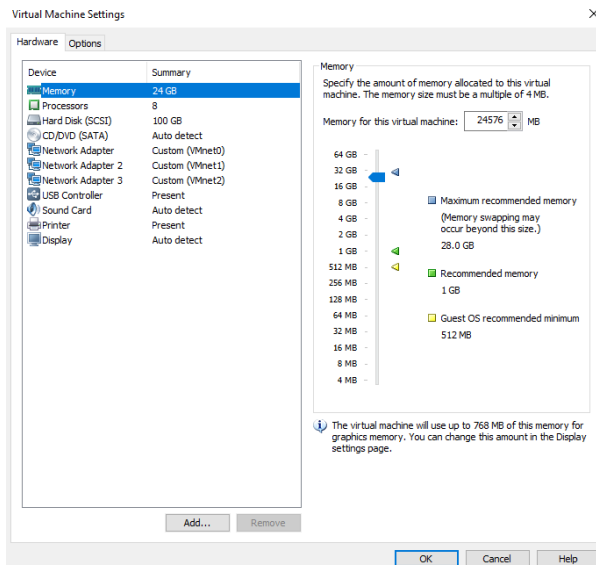 Virtual Machine Settings
Hardware Options
Device Summary
Memory 24 GB
Processors 8
Hard Disk (SCSI) 100 GB
CD/DVD (SATA) Auto detect
Network Adapter Custom (VMnet0)
Network Adapter 2 Custom (VMnet1)
Network Adapter 3 Custom (VMnet2)
USB Controller Present
Sound Card Auto detect
Printer Present
Display Auto detect
Add... Remove
Memory
Specify the amount of memory allocated to this virtual
machine. The memory size must be a multiple of 4 MB.
Memory for this virtual machine: 24576 MB
64 GB
32 GB
16 GB
8 GB
4 GB
2 GB
1 GB
512 MB
256 MB
128 MB
64 MB
32 MB
16 MB
8 MB
4 MB
Maximum recommended memory
(Memory swapping may
occur beyond this size.)
28.0 GB
Recommended memory
1 GB
Guest OS recommended minimum
512 MB
The virtual machine will use up to 768 MB of this memory for
graphics memory. You can change this amount in the Display
settings page.
OK Cancel Help